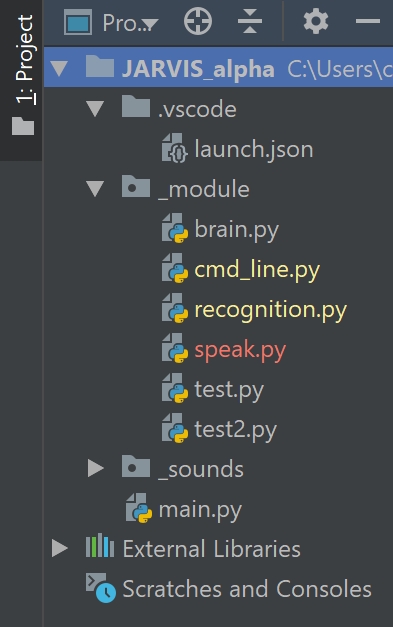 1: Project
Pro...
JARVIS_alpha C:\Users\c
.vscode
launch.json
_module
brain.py
cmd_line.py
recognition.py
speak.py
test.py
test2.py
_sounds
main.py
External Libraries
Scratches and Consoles